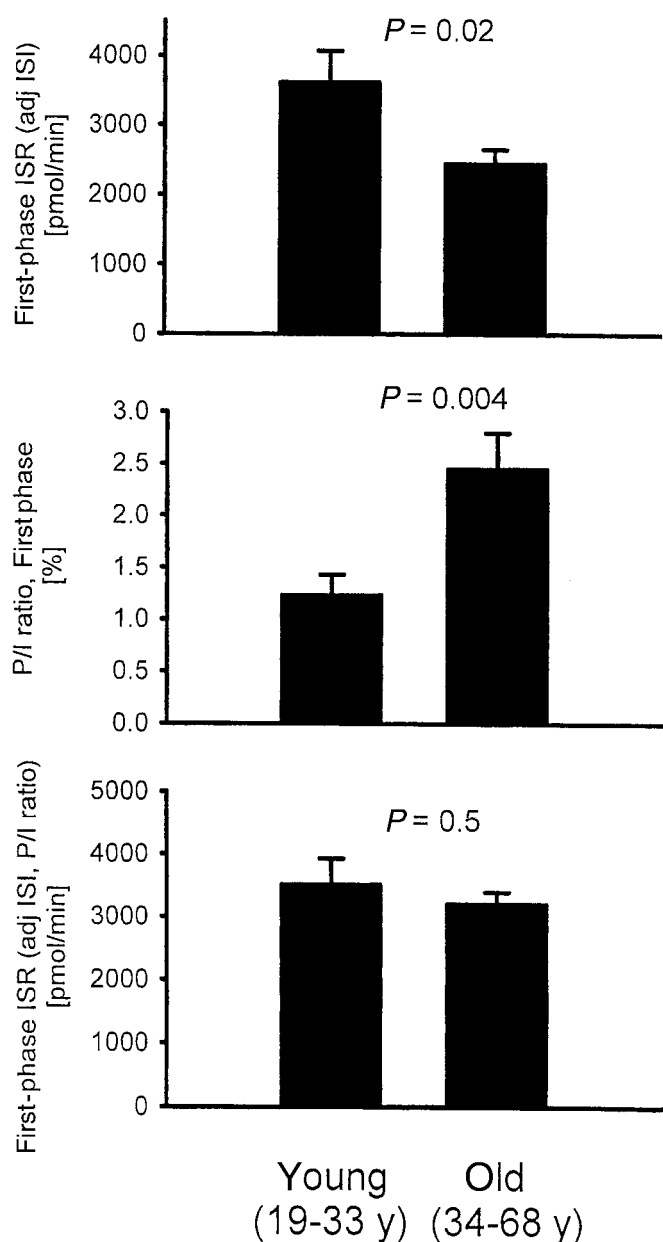 First-phase ISR (adj ISI)
[pmol/min]
4000
3000
2000
1000
0
P = 0.02
P/I ratio, First phase
[%]
3.0
2.5
2.0
1.5
1.0
0.5
0.0
P = 0.004
First-phase ISR (adj ISI, P/I ratio)
[pmol/min]
5000
4000
3000
2000
1000
0
P = 0.5
Young Old
(19-33 y) (34-68 y)